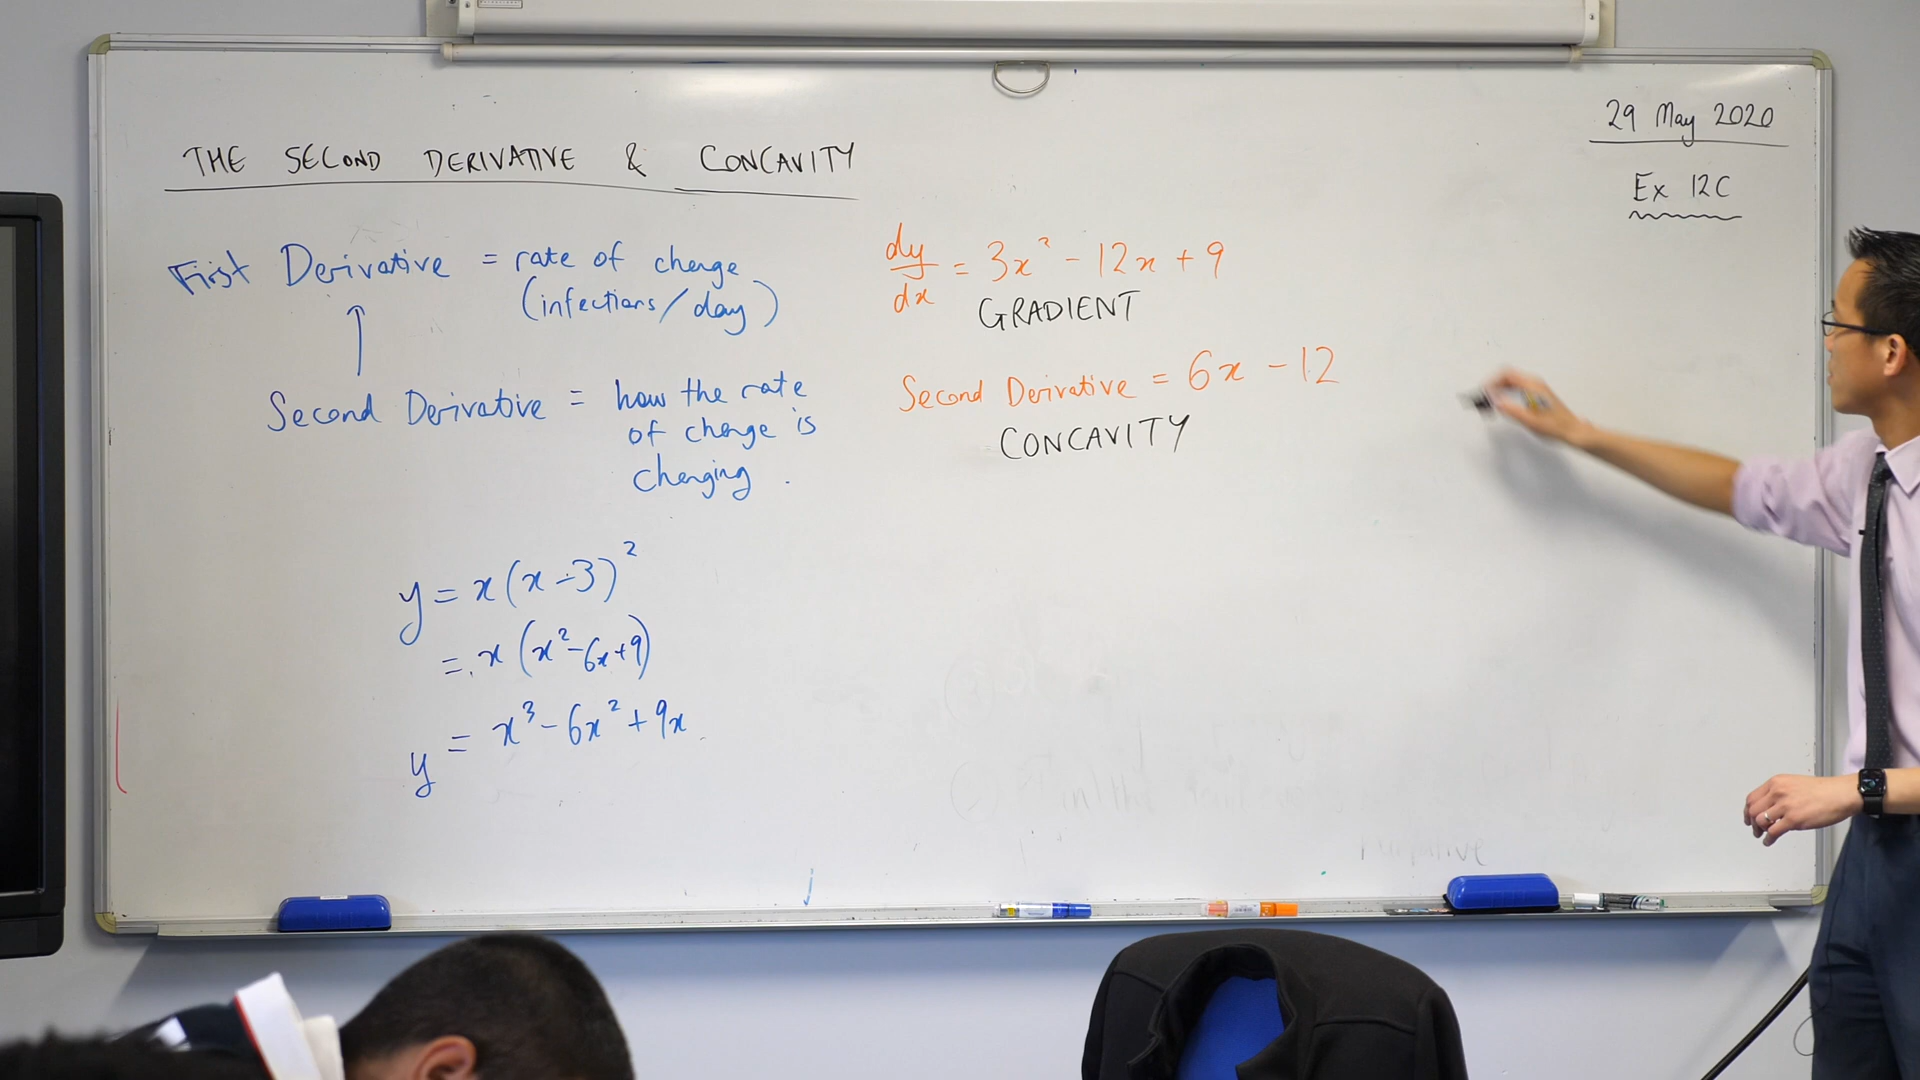 THE SECOND DERIVATIVE & CONCAVITY
29 May 2020
Ex 12C
First Derivative = rate of change
(infections/day)
↑
Second Derivative = how the rate
of change is
changing.
y = x(x-3)²
= x(x²-6x+9)
y = x³-6x²+9x
dy/dx = 3x²-12x+9
GRADIENT
Second Derivative = 6x-12
CONCAVITY